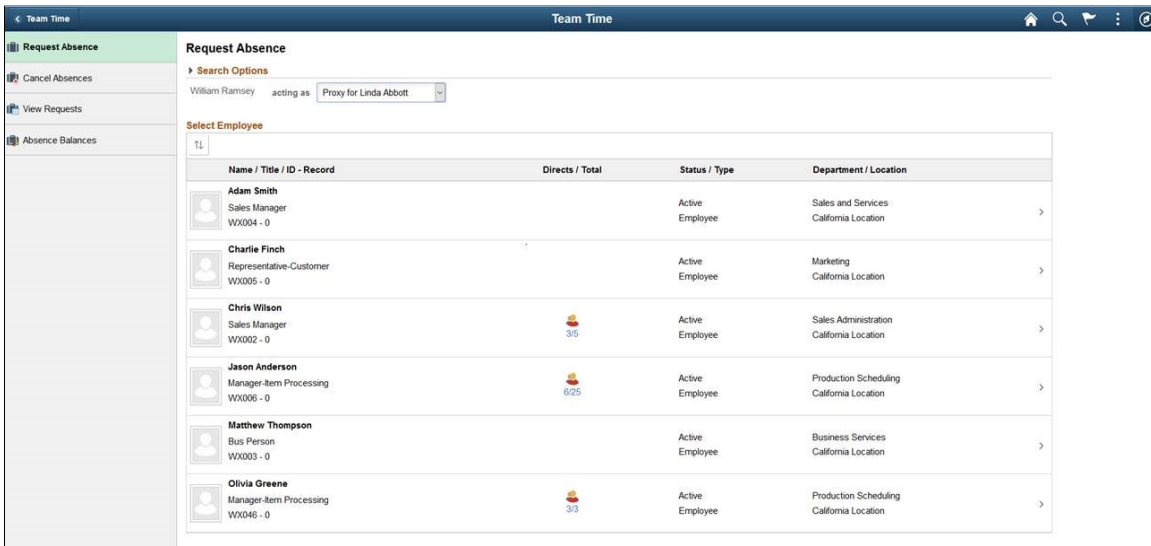 Team Time
Team Time
Request Absence
Cancel Absences
View Requests
Absence Balances
Request Absence
Search Options
William Ramsey acting as Proxy for Linda Abbott
Select Employee
Name / Title / ID - Record Directs / Total Status / Type Department / Location
Adam Smith
Sales Manager Active Sales and Services
WX004 - 0 Employee California Location
Charlie Finch
Representative-Customer Active Marketing
WX005 - 0 Employee California Location
Chris Wilson
Sales Manager Active Sales Administration
WX002 - 0 3/5 Employee California Location
Jason Anderson
Manager-Item Processing Active Production Scheduling
WX006 - 0 6/25 Employee California Location
Matthew Thompson
Bus Person Active Business Services
WX003 - 0 Employee California Location
Olivia Greene
Manager-Item Processing Active Production Scheduling
WX046 - 0 3/3 Employee California Location